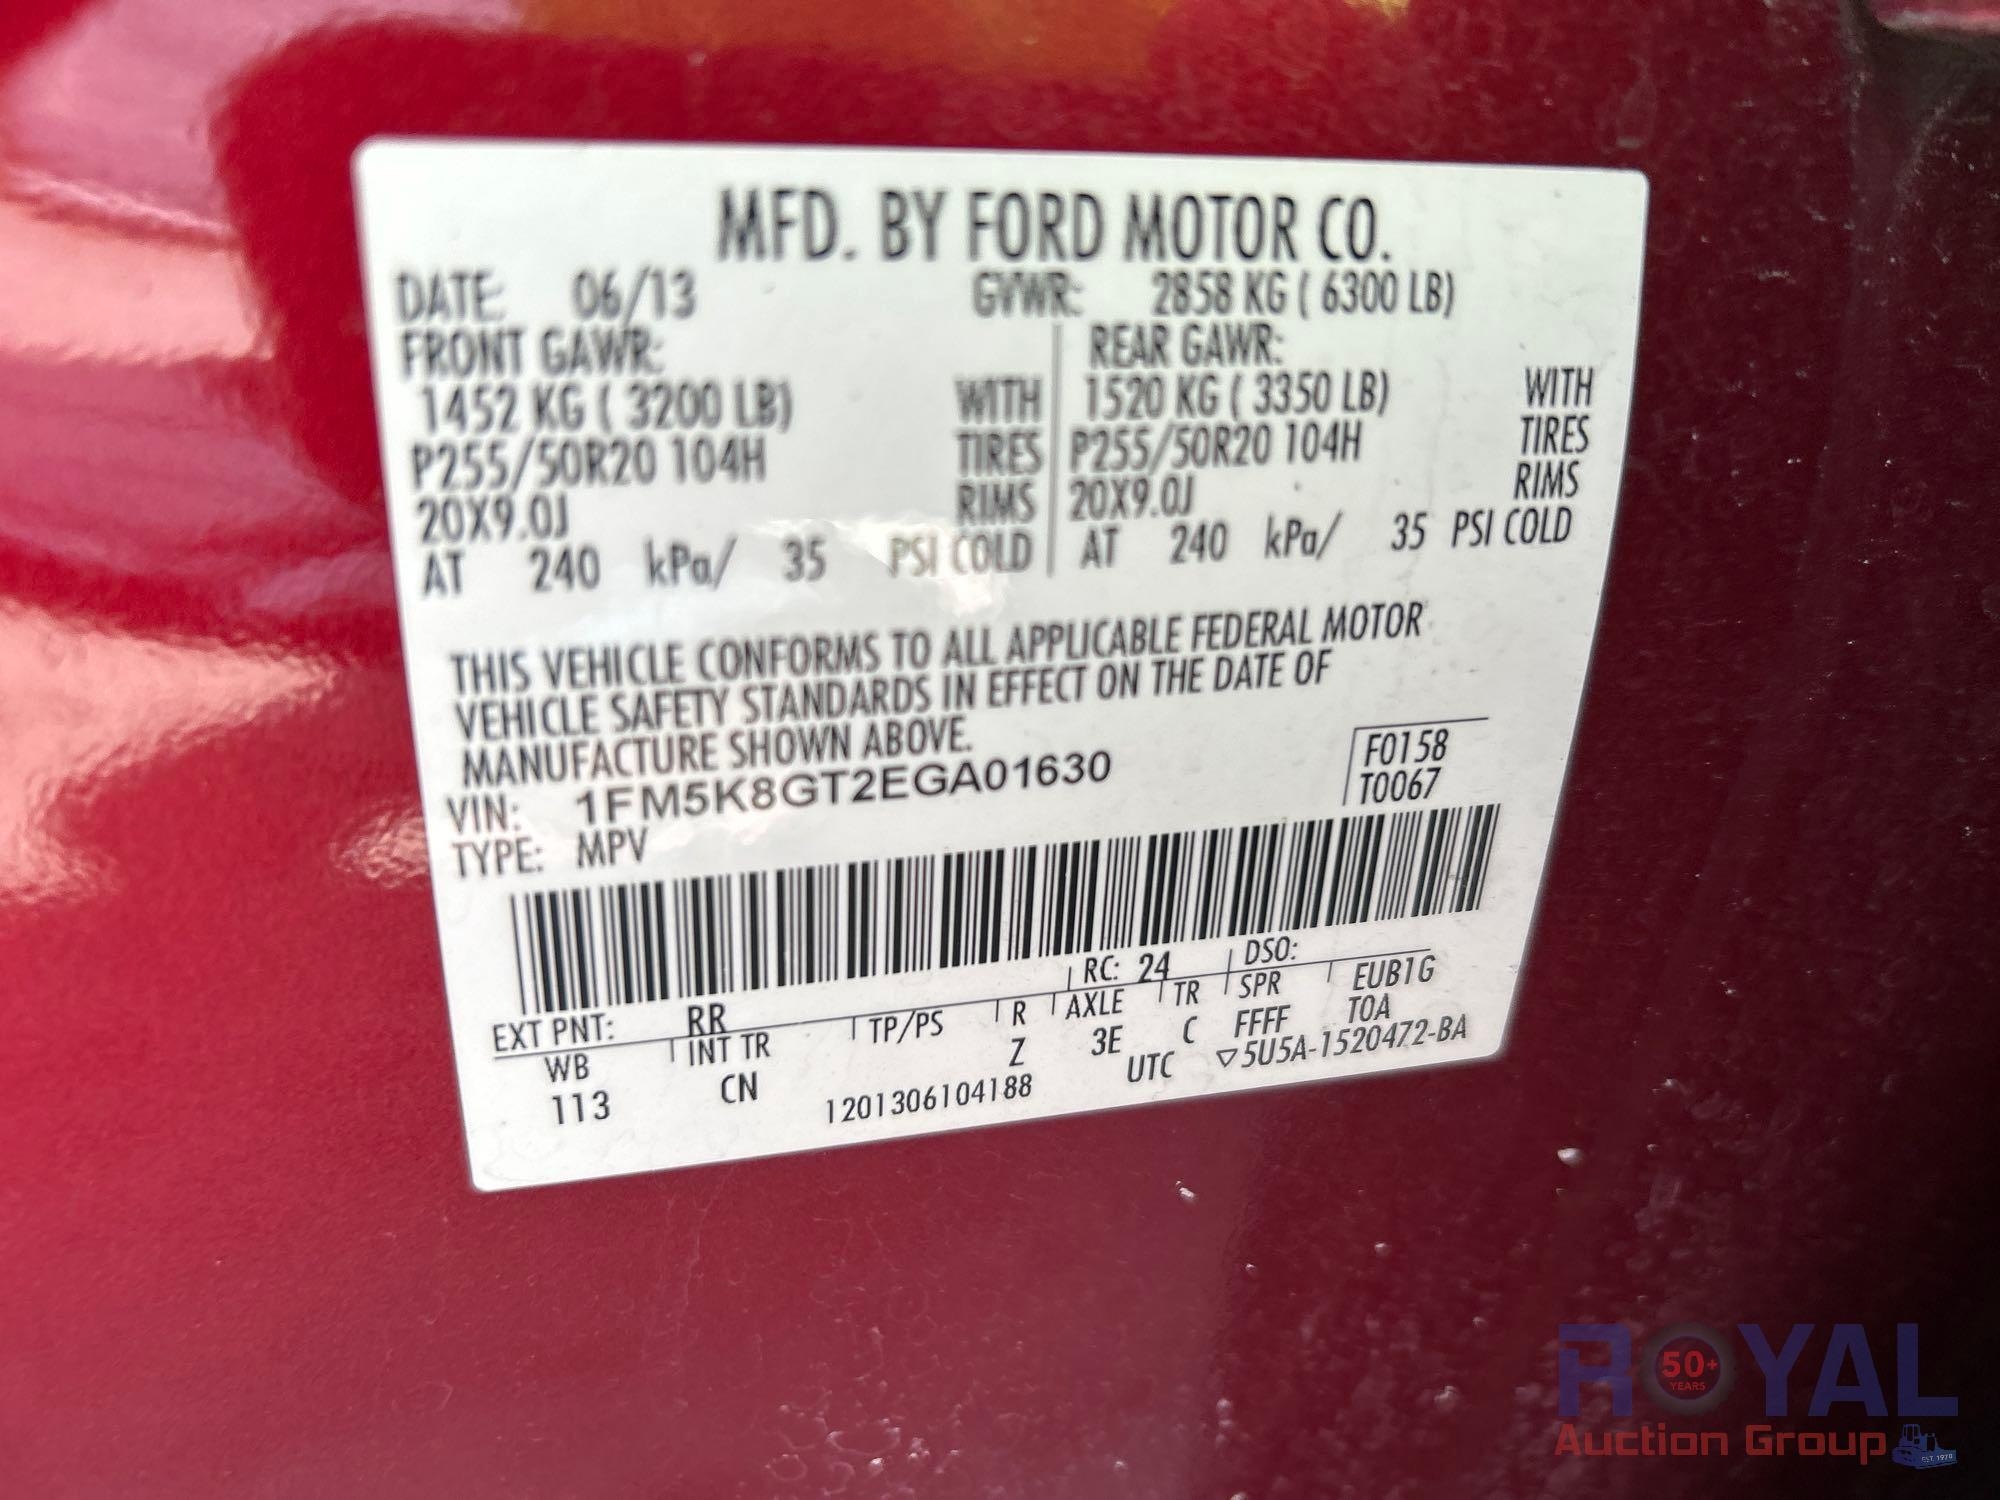 MFD. BY FORD MOTOR CO.
DATE: 06/13 GVWR: 2858 KG ( 6300 LB)
FRONT GAWR: REAR GAWR:
1452 KG ( 3200 LB) WITH 1520 KG ( 3350 LB) WITH
P255/50R20 104H TIRES P255/50R20 104H TIRES
20X9.0J RIMS 20X9.0J RIMS
AT 240 kPa/ 35 PSI COLD AT 240 kPa/ 35 PSI COLD
THIS VEHICLE CONFORMS TO ALL APPLICABLE FEDERAL MOTOR
VEHICLE SAFETY STANDARDS IN EFFECT ON THE DATE OF
MANUFACTURE SHOWN ABOVE.
VIN: 1FM5K8GT2EGA01630 F0158
TYPE: MPV T0067
EXT PNT: RR RC: 24 DSO:
WB INT TR TP/PS R AXLE TR SPR EUB1G
113 CN Z 3E C FFFF TOA
1201306104188 UTC ▽5U5A-1520472-BA
ROYAL
50+
YEARS
Auction Group
EST. 1970